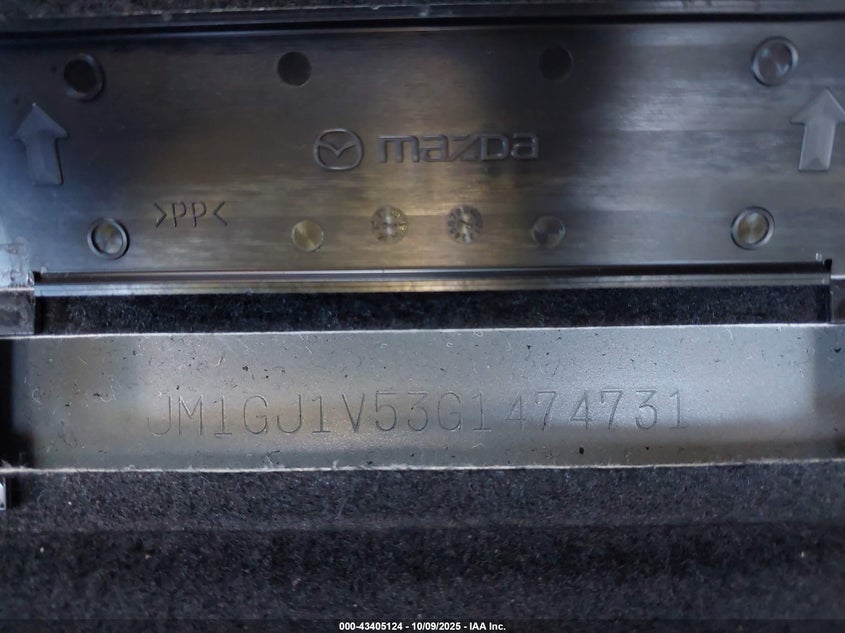 mazda
>PP<
JM1GJ1V53G1474731
000-43405124 - 10/09/2025 - IAA Inc.